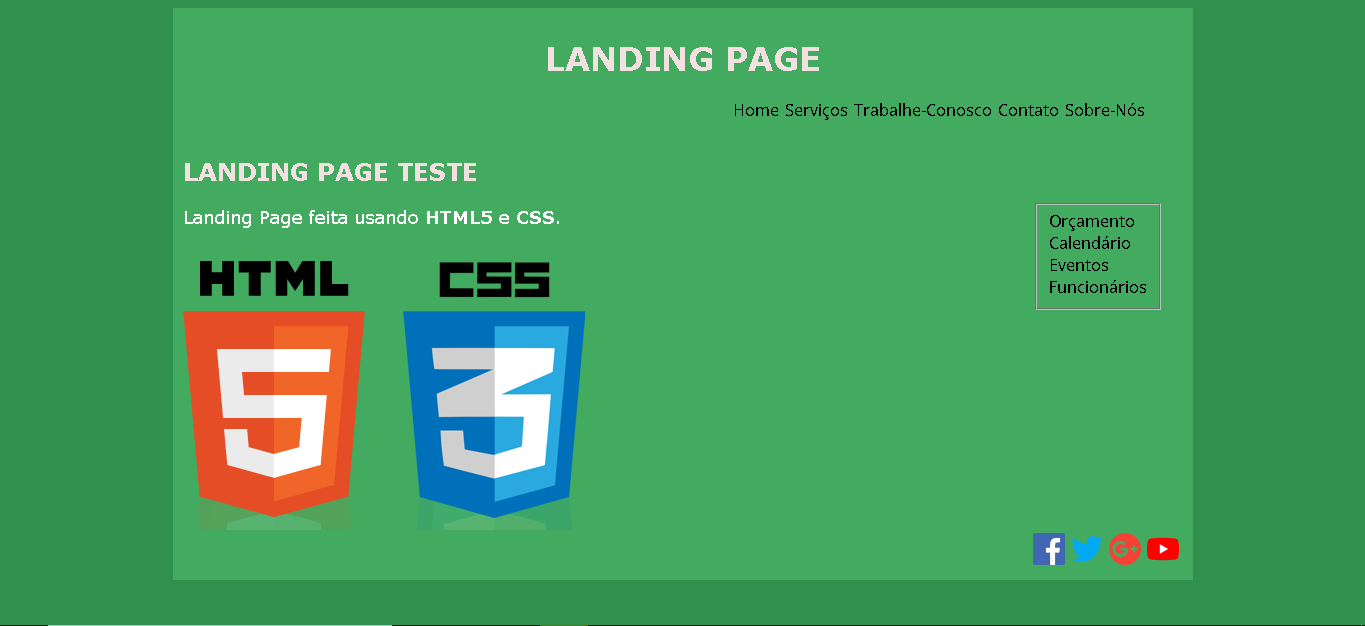 LANDING PAGE
Home Serviços Trabalhe-Conosco Contato Sobre-Nós
LANDING PAGE TESTE
Landing Page feita usando HTML5 e CSS.
Orçamento
Calendário
Eventos
Funcionários
HTML CSS
5 3
f G+